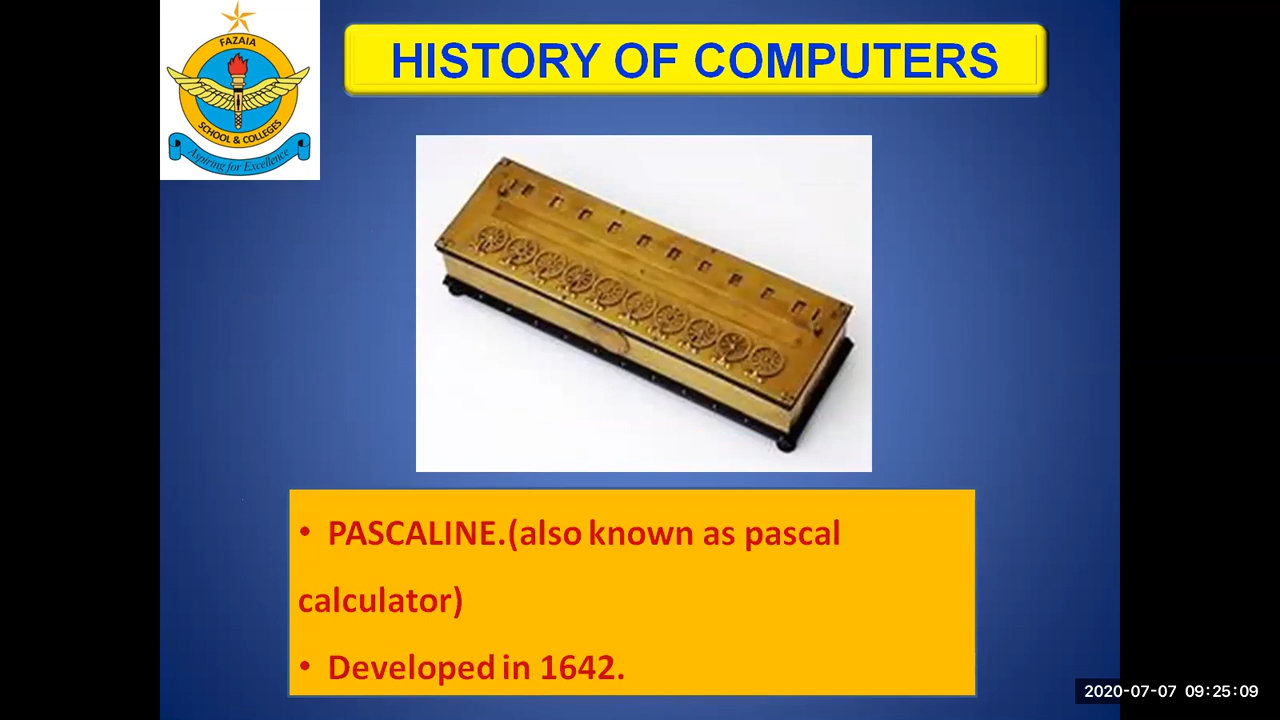 FAZAIA
SCHOOL & COLLEGES
Aspiring for Excellence
HISTORY OF COMPUTERS
• PASCALINE.(also known as pascal
calculator)
• Developed in 1642.
2020-07-07 09:25:09